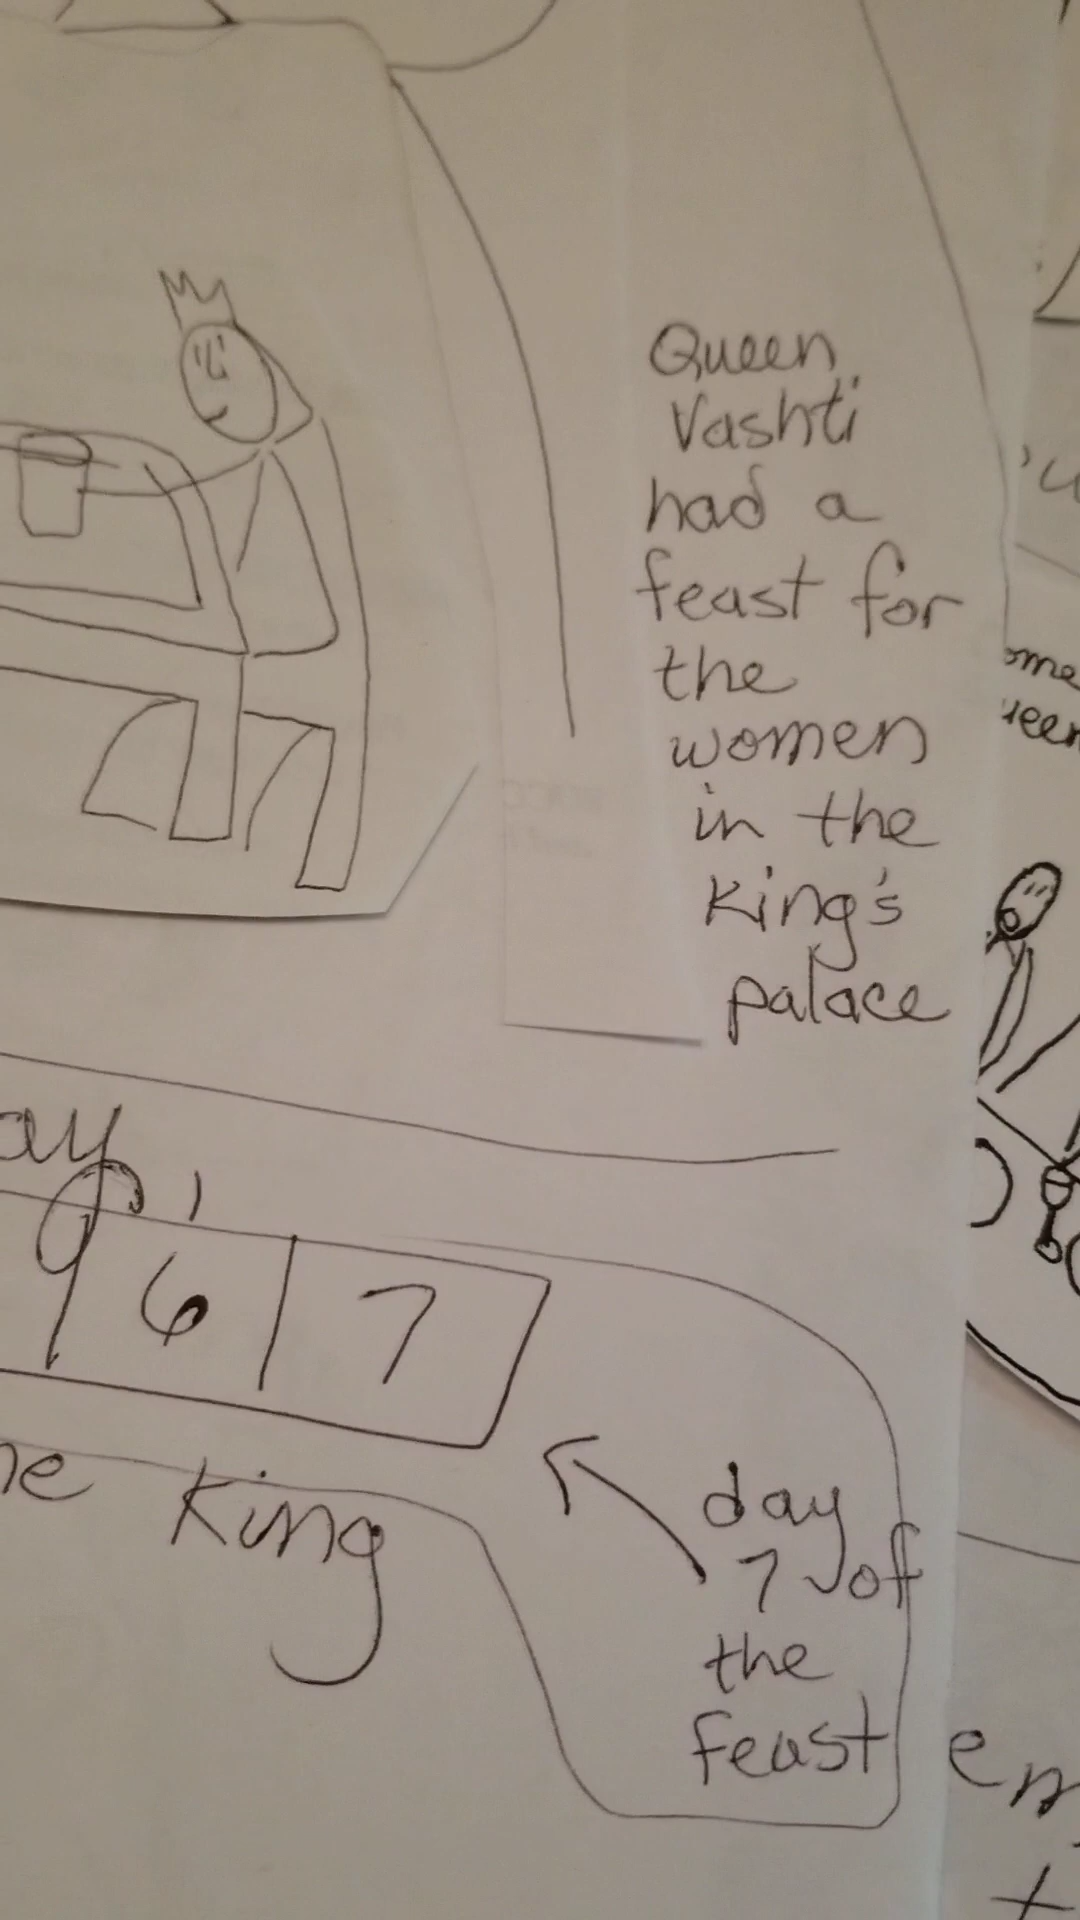 Queen
Vashti
had a
feast for
the
women
in the
King's
palace
6 7
King
day
7 of
the
feast